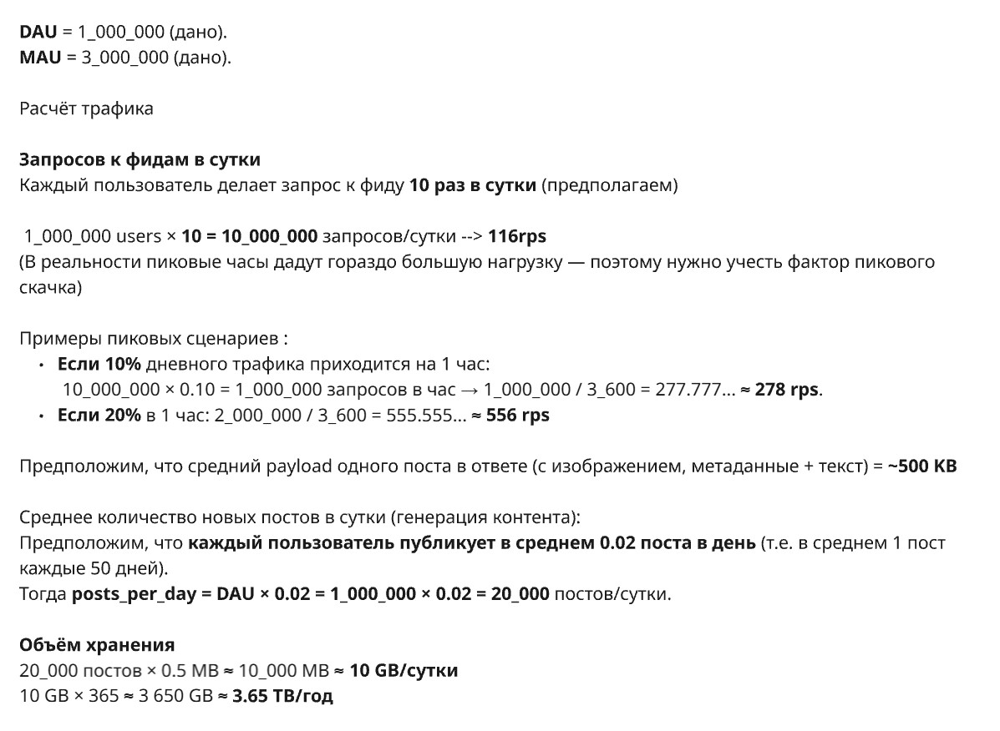 DAU = 1_000_000 (дано).
MAU = 3_000_000 (дано).
Расчёт трафика
Запросов к фидам в сутки
Каждый пользователь делает запрос к фиду 10 раз в сутки (предполагаем)
1_000_000 users × 10 = 10_000_000 запросов/сутки --> 116rps
(В реальности пиковые часы дадут гораздо большую нагрузку — поэтому нужно учесть фактор пикового
скачка)
Примеры пиковых сценариев :
• Если 10% дневного трафика приходится на 1 час:
10_000_000 × 0.10 = 1_000_000 запросов в час → 1_000_000 / 3_600 = 277.777... ≈ 278 rps.
• Если 20% в 1 час: 2_000_000 / 3_600 = 555.555... ≈ 556 rps
Предположим, что средний payload одного поста в ответе (с изображением, метаданные + текст) = ~500 KB
Среднее количество новых постов в сутки (генерация контента):
Предположим, что каждый пользователь публикует в среднем 0.02 поста в день (т.е. в среднем 1 пост
каждые 50 дней).
Тогда posts_per_day = DAU × 0.02 = 1_000_000 × 0.02 = 20_000 постов/сутки.
Объём хранения
20_000 постов × 0.5 MB ≈ 10_000 MB ≈ 10 GB/сутки
10 GB × 365 ≈ 3 650 GB ≈ 3.65 TB/год